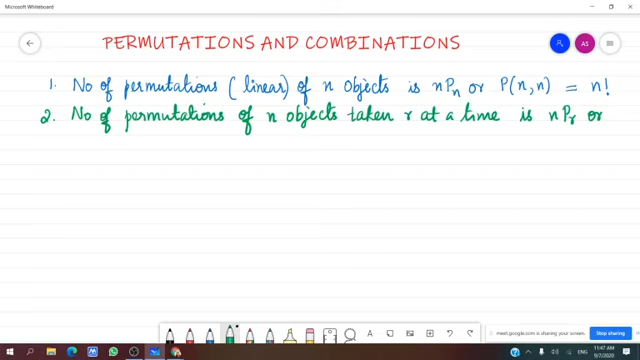 Microsoft Whiteboard
PERMUTATIONS AND COMBINATIONS
AS
1. No of permutations (linear) of n objects is nPn or P(n,n) = n!
2. No of permutations of n objects taken r at a time is nPr or
meet.google.com is sharing your screen.
Stop sharing
11:47 AM
ENG
9/7/2020